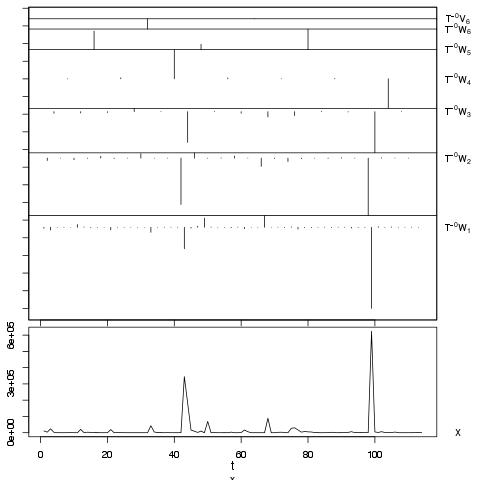 T⁻⁰V₆
T⁻⁰W₆
T⁻⁰W₅
T⁻⁰W₄
T⁻⁰W₃
T⁻⁰W₂
T⁻⁰W₁
6e+05
3e+05
0e+00
X
0 20 40 60 80 100
t
x